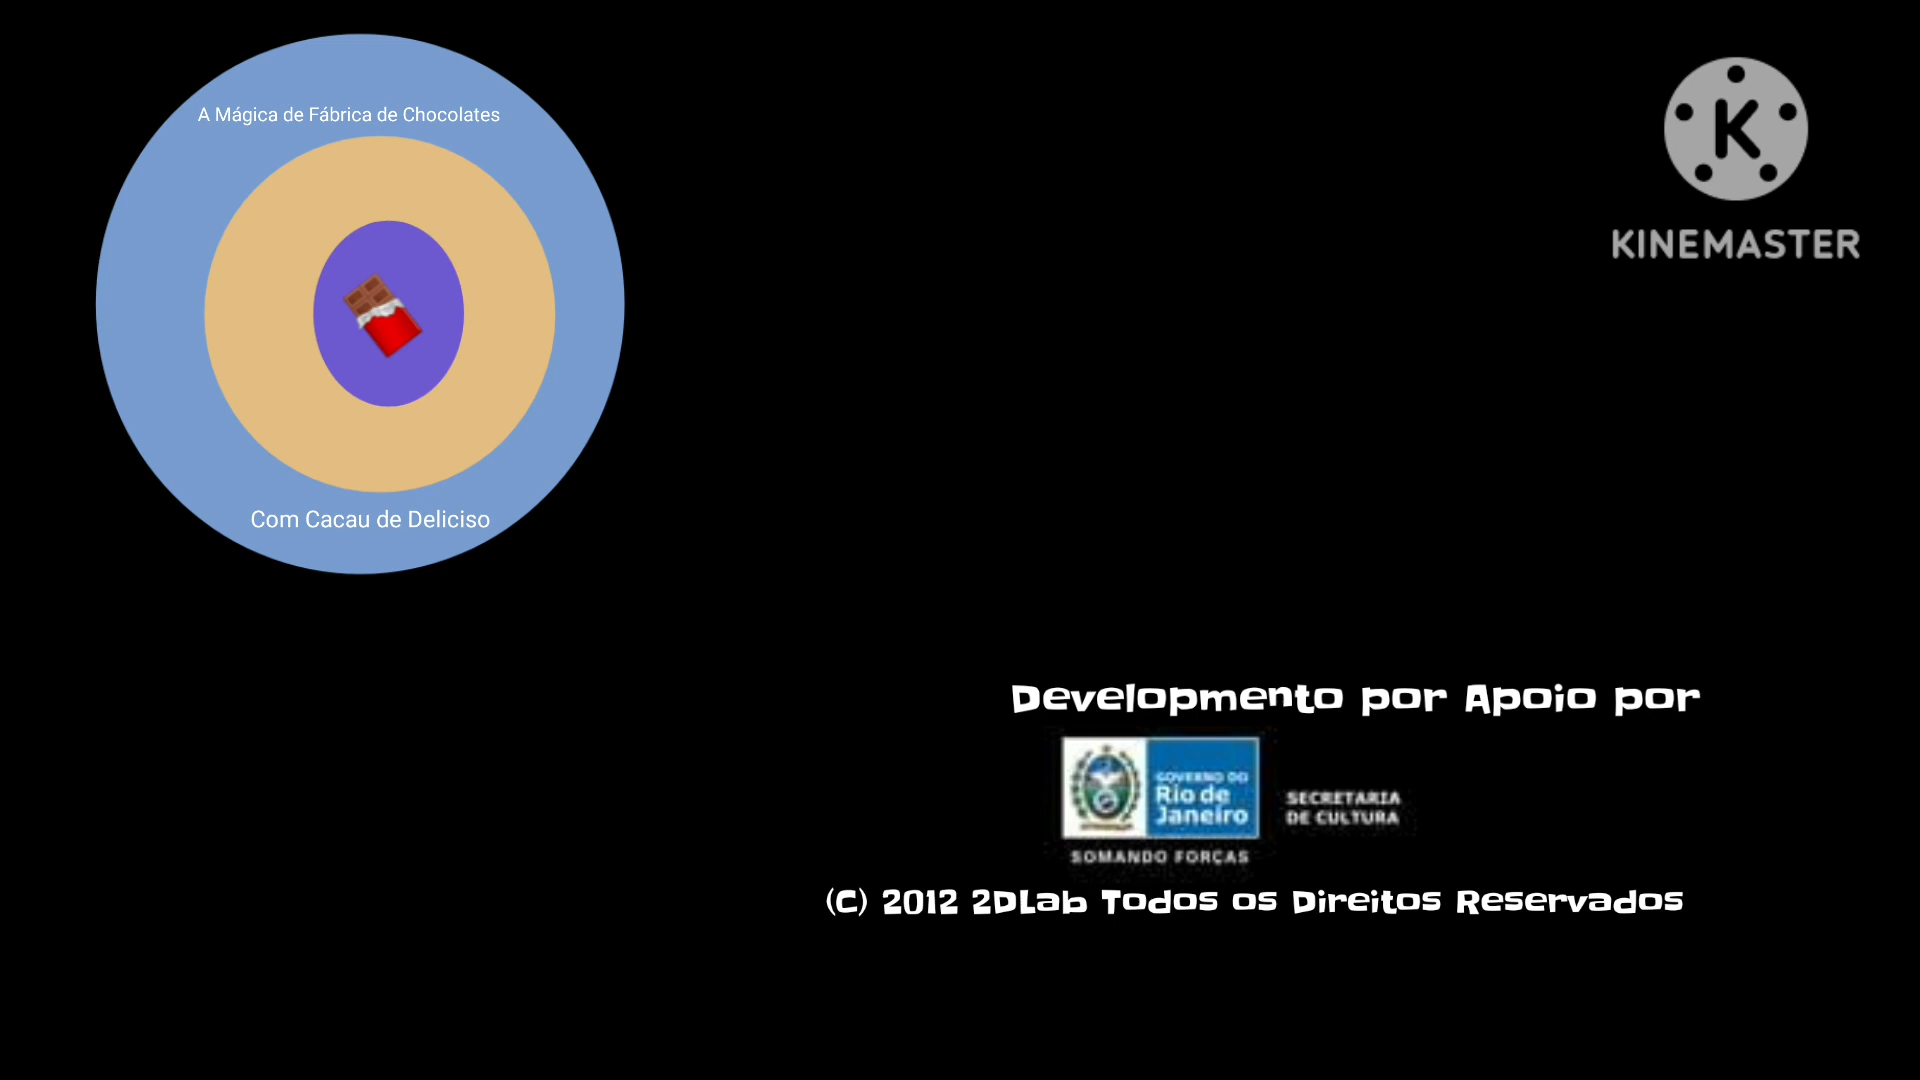 A Mágica de Fábrica de Chocolates
Com Cacau de Deliciso
K
KINEMASTER
Developmento por Apoio por
GOVERNO DO
Rio de
Janeiro
SECRETARIA
DE CULTURA
SOMANDO FORÇAS
(C) 2012 2DLab Todos os Direitos Reservados